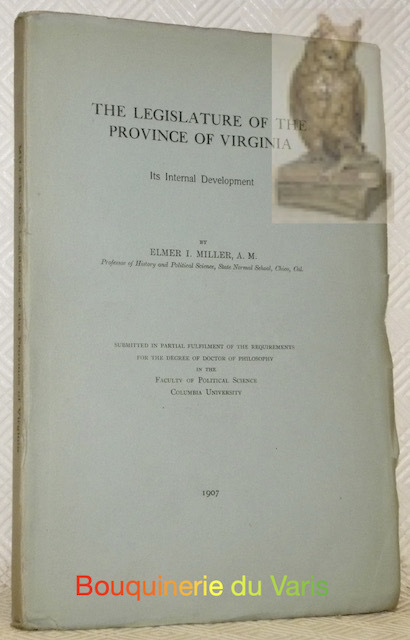 THE LEGISLATURE OF THE
PROVINCE OF VIRGINIA
Its Internal Development
BY
ELMER I. MILLER, A. M.
Professor of History and Political Science, State Normal School, Chico, Cal.
SUBMITTED IN PARTIAL FULFILMENT OF THE REQUIREMENTS
FOR THE DEGREE OF DOCTOR OF PHILOSOPHY
IN THE
FACULTY OF POLITICAL SCIENCE
COLUMBIA UNIVERSITY
1907
Bouquinerie du Varis